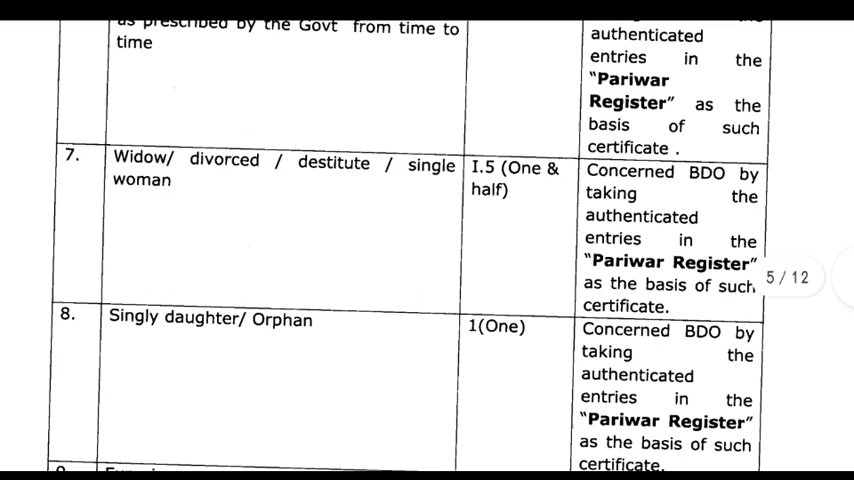 as prescribed by the Govt from time to
time
authenticated
entries in the
“Pariwar
Register” as the
basis of such
certificate .
7.
Widow/ divorced / destitute / single
woman
I.5 (One &
half)
Concerned BDO by
taking the
authenticated
entries in the
“Pariwar Register”
as the basis of such
certificate.
8.
Singly daughter/ Orphan
1(One)
Concerned BDO by
taking the
authenticated
entries in the
“Pariwar Register”
as the basis of such
certificate.
5 / 12